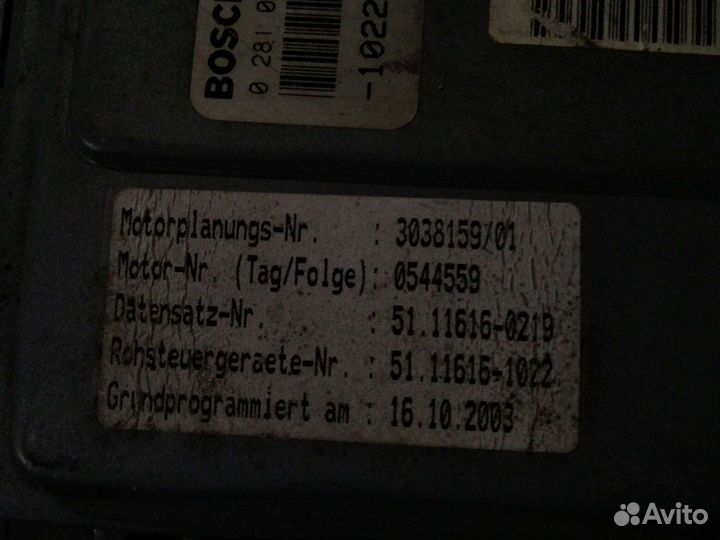 BOSCH
0 281 0
-1022
Motorplanungs-Nr. : 3038159/01
Motor-Nr. (Tag/Folge): 0544559
Datensatz-Nr. : 51.11616-0219
Rohsteuergeraete-Nr. : 51.11616-1022
Grundprogrammiert am : 16.10.2003
Avito